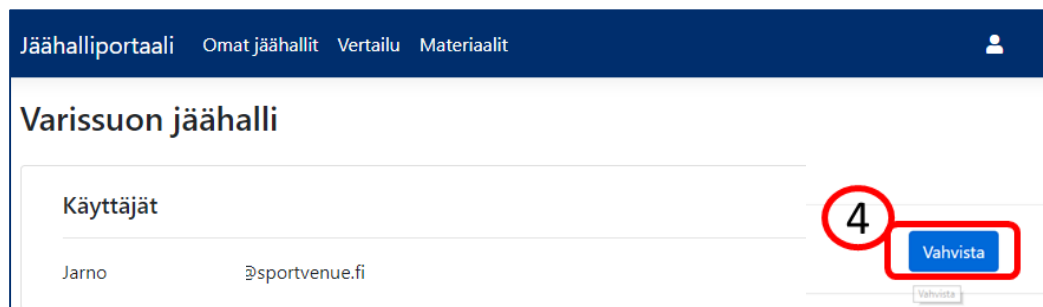 Jäähalliportaali Omat jäähallit Vertailu Materiaalit
Varissuon jäähalli
Käyttäjät
4
Vahvista
Jarno @sportvenue.fi
Vahvista